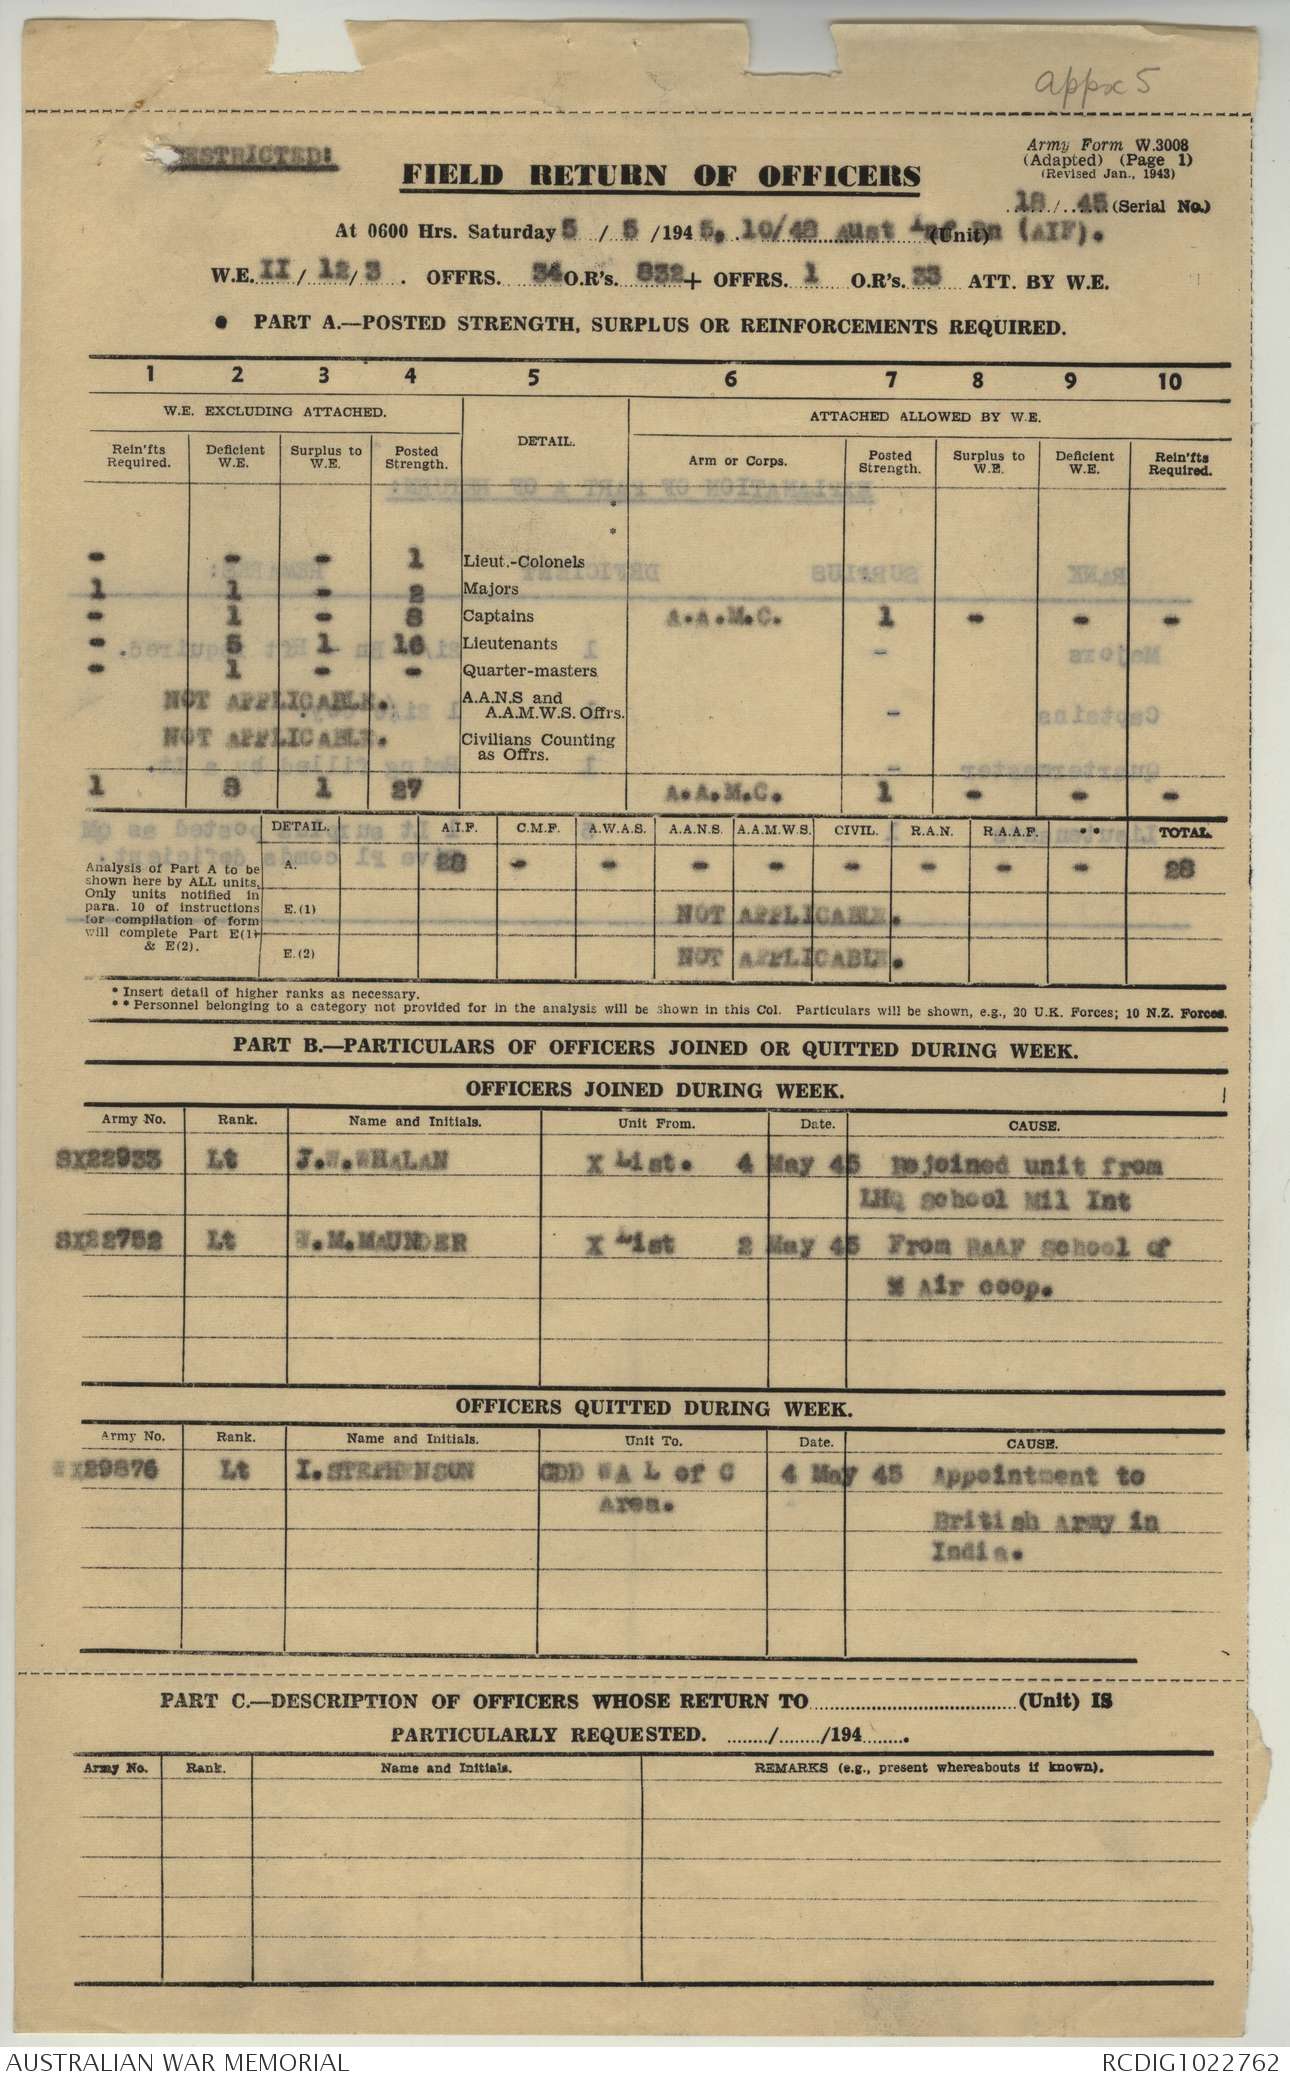 appx 5
RESTRICTED:
Army Form W.3008
(Adapted) (Page 1)
(Revised Jan., 1943)
FIELD RETURN OF OFFICERS
18/45 (Serial No.)
At 0600 Hrs. Saturday 5 / 5 /1945. 10/48 Aust Inf Bn (AIF). (Unit)
W.E. II / 12/ 3 . OFFRS. 34 O.R's. 832 + OFFRS. 1 O.R's. 23 ATT. BY W.E.
PART A.—POSTED STRENGTH, SURPLUS OR REINFORCEMENTS REQUIRED.
1 2 3 4 5 6 7 8 9 10
W.E. EXCLUDING ATTACHED. DETAIL. ATTACHED ALLOWED BY W.E.
Rein'fts Required. Deficient W.E. Surplus to W.E. Posted Strength. Arm or Corps. Posted Strength. Surplus to W.E. Deficient W.E. Rein'fts Required.
*
*
- - - 1 Lieut.-Colonels
1 1 - 2 Majors
- 1 - 8 Captains A.A.M.C. 1 - - -
- 5 1 16 Lieutenants
- 1 - - Quarter-masters
NOT APPLICABLE. A.A.N.S and A.A.M.W.S. Offrs.
NOT APPLICABLE. Civilians Counting as Offrs.
1 8 1 27 A.A.M.C. 1 - - -
DETAIL. A.I.F. C.M.F. A.W.A.S. A.A.N.S. A.A.M.W.S. CIVIL. R.A.N. R.A.A.F. ** TOTAL.
Analysis of Part A to be
shown here by ALL units.
Only units notified in
para. 10 of instructions
for compilation of form
will complete Part E(1)
& E(2).
A. 28 - - - - - - - - 28
E.(1) NOT APPLICABLE.
E.(2) NOT APPLICABLE.
* Insert detail of higher ranks as necessary.
** Personnel belonging to a category not provided for in the analysis will be shown in this Col. Particulars will be shown, e.g., 20 U.K. Forces; 10 N.Z. Forces.
PART B.—PARTICULARS OF OFFICERS JOINED OR QUITTED DURING WEEK.
OFFICERS JOINED DURING WEEK.
Army No. Rank. Name and Initials. Unit From. Date. CAUSE.
SX22933 Lt J.W.WHALAN X List. 4 May 45 Rejoined unit from
LHQ School Mil Int
SX22752 Lt W.M.MAUNDER X List 2 May 45 From RAAF School of
Air coop.
OFFICERS QUITTED DURING WEEK.
Army No. Rank. Name and Initials. Unit To. Date. CAUSE.
WX29876 Lt I.STEPHENSON GDD WA L of C 4 May 45 Appointment to
Area.
British Army in
India.
PART C.—DESCRIPTION OF OFFICERS WHOSE RETURN TO (Unit) IS
PARTICULARLY REQUESTED. / /194 .
Army No. Rank. Name and Initials. REMARKS (e.g., present whereabouts if known).
AUSTRALIAN WAR MEMORIAL RCDIG1022762